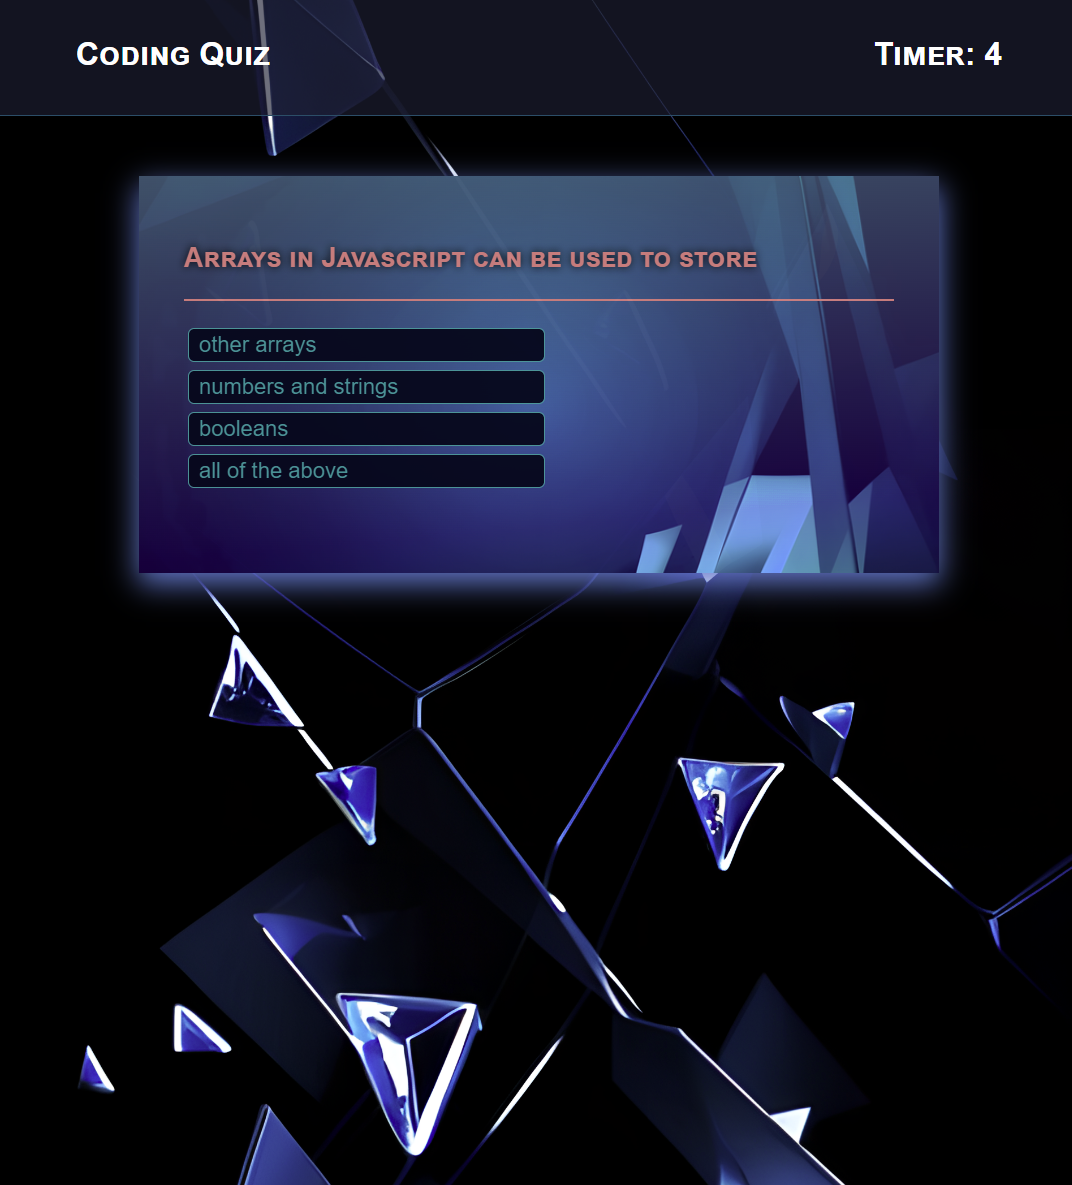 Coding Quiz
Timer: 4
Arrays in Javascript can be used to store
other arrays
numbers and strings
booleans
all of the above